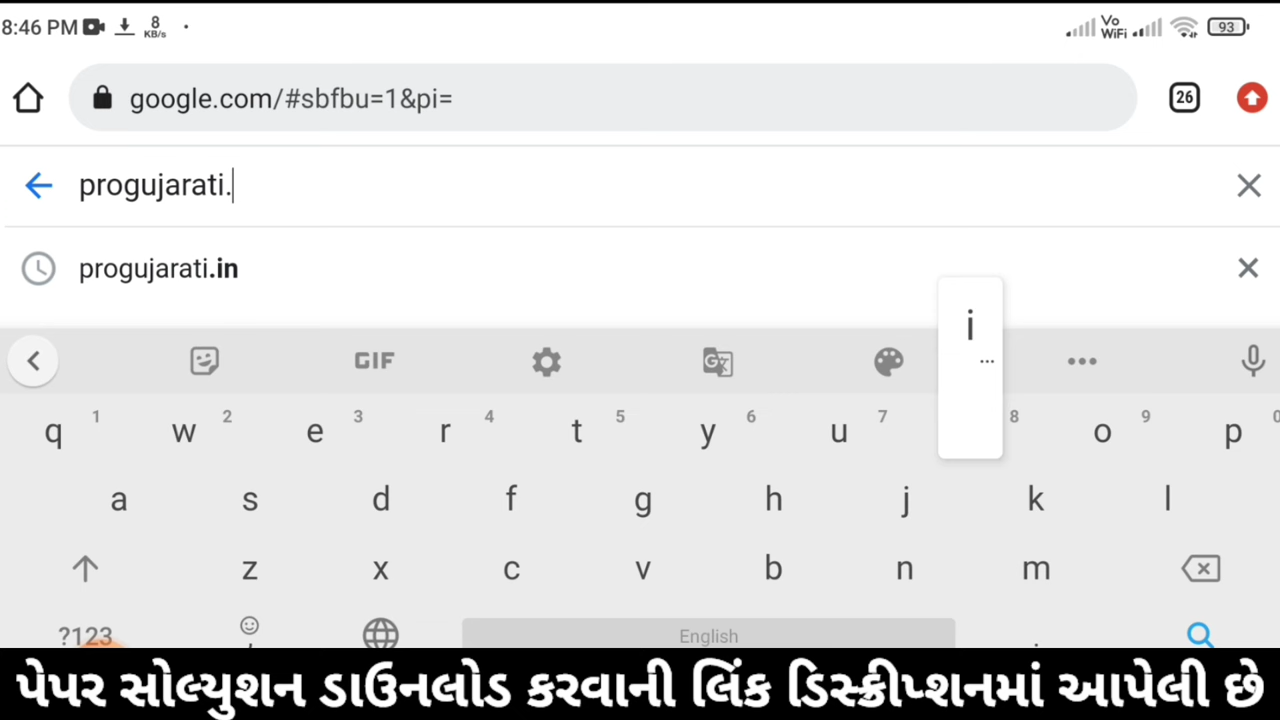 8:46 PM 8 KB/s Vo WiFi 93
google.com/#sbfbu=1&pi= 26
progujarati.
progujarati.in
i
...
GIF
q 1 w 2 e 3 r 4 t 5 y 6 u 7 8 o 9 p 0
a s d f g h j k l
z x c v b n m
?123 English
પેપર સોલ્યુશન ડાઉનલોડ કરવાની લિંક ડિસ્ક્રીપ્શનમાં આપેલી છે